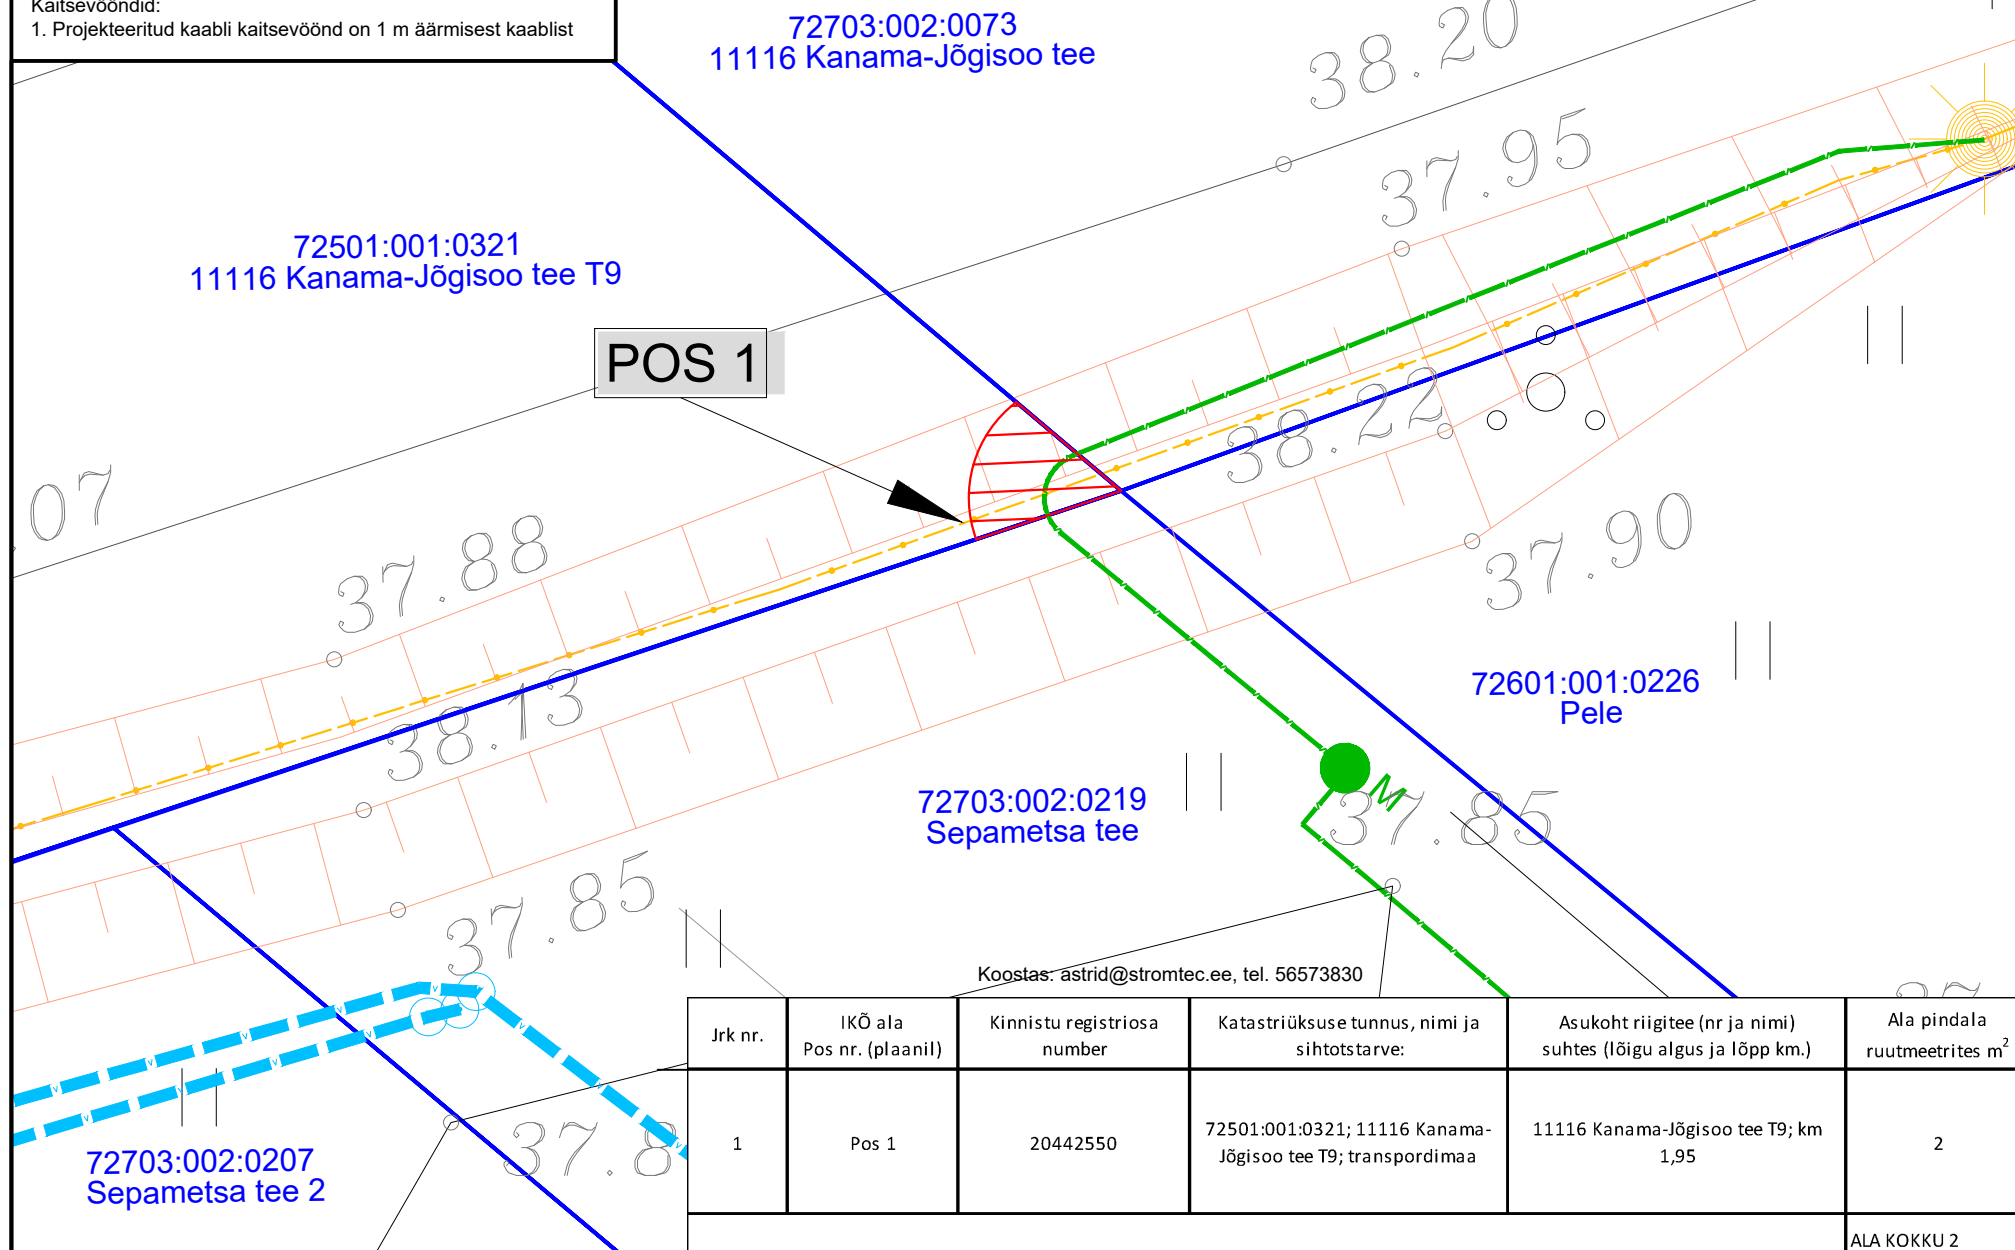 Kaitsevööndid:
1. Projekteeritud kaabli kaitsevöönd on 1 m äärmisest kaablist
72703:002:0073
11116 Kanama-Jõgisoo tee
38.20
37.95
72501:001:0321
11116 Kanama-Jõgisoo tee T9
POS 1
38.22
.07
37.88
37.90
38.13
72601:001:0226
Pele
72703:002:0219
Sepametsa tee
M
37.85
37.85
Koostas: astrid@stromtec.ee, tel. 56573830
37.8
72703:002:0207
Sepametsa tee 2
Jrk nr.
IKÕ ala
Pos nr. (plaanil)
Kinnistu registriosa
number
Katastriüksuse tunnus, nimi ja
sihtotstarve:
Asukoht riigitee (nr ja nimi)
suhtes (lõigu algus ja lõpp km.)
Ala pindala
ruutmeetrites m²
1
Pos 1
20442550
72501:001:0321; 11116 Kanama-
Jõgisoo tee T9; transpordimaa
11116 Kanama-Jõgisoo tee T9; km
1,95
2
ALA KOKKU 2